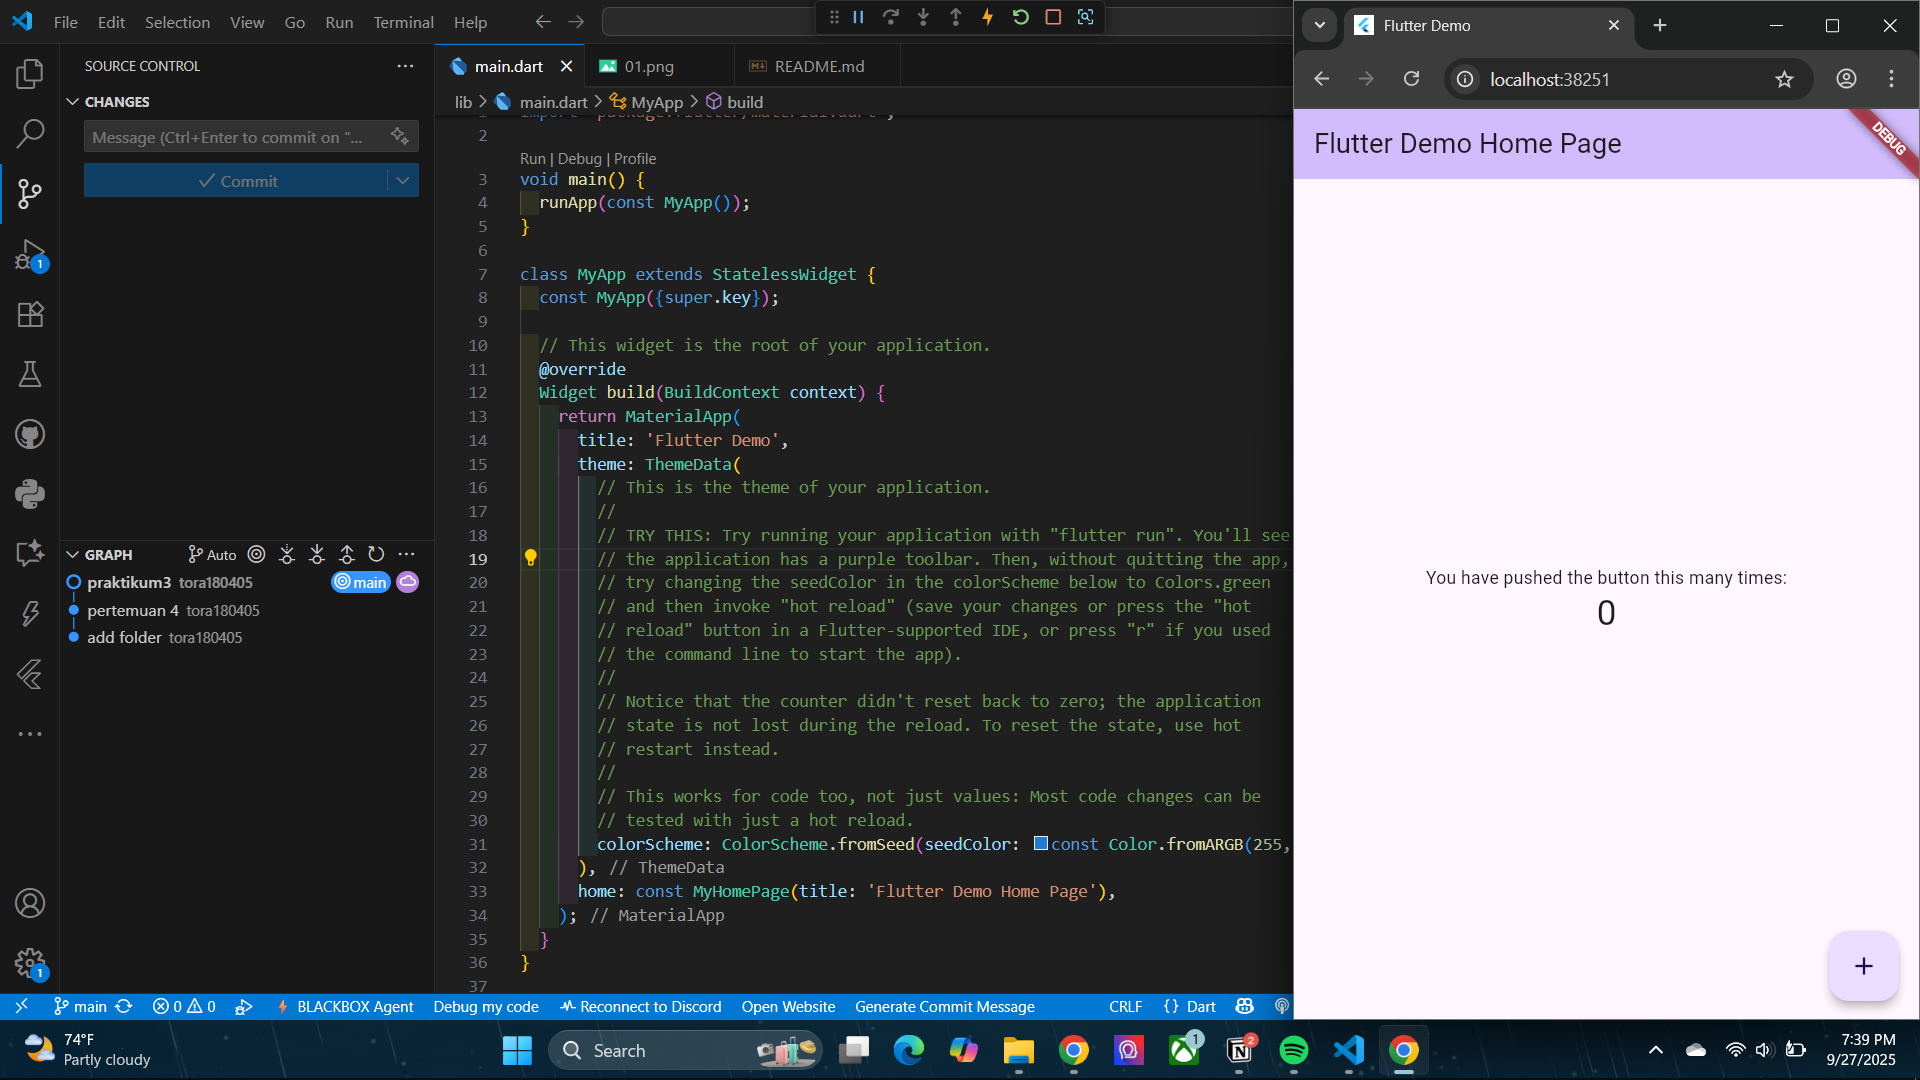 File Edit Selection View Go Run Terminal Help
SOURCE CONTROL
CHANGES
Message (Ctrl+Enter to commit on "...
Commit
1
GRAPH
Auto
praktikum3 tora180405
main
pertemuan 4 tora180405
add folder tora180405
1
main.dart
01.png
README.md
lib > main.dart > MyApp > build
import 'package:flutter/material.dart';
2
Run | Debug | Profile
3 void main() {
4 runApp(const MyApp());
5 }
6
7 class MyApp extends StatelessWidget {
8 const MyApp({super.key});
9
10 // This widget is the root of your application.
11 @override
12 Widget build(BuildContext context) {
13 return MaterialApp(
14 title: 'Flutter Demo',
15 theme: ThemeData(
16 // This is the theme of your application.
17 //
18 // TRY THIS: Try running your application with "flutter run". You'll see
19 // the application has a purple toolbar. Then, without quitting the app,
20 // try changing the seedColor in the colorScheme below to Colors.green
21 // and then invoke "hot reload" (save your changes or press the "hot
22 // reload" button in a Flutter-supported IDE, or press "r" if you used
23 // the command line to start the app).
24 //
25 // Notice that the counter didn't reset back to zero; the application
26 // state is not lost during the reload. To reset the state, use hot
27 // restart instead.
28 //
29 // This works for code too, not just values: Most code changes can be
30 // tested with just a hot reload.
31 colorScheme: ColorScheme.fromSeed(seedColor: const Color.fromARGB(255,
32 ), // ThemeData
33 home: const MyHomePage(title: 'Flutter Demo Home Page'),
34 ); // MaterialApp
35 }
36 }
37
Flutter Demo
localhost:38251
Flutter Demo Home Page
DEBUG
You have pushed the button this many times:
0
+
main 0 0 BLACKBOX Agent Debug my code Reconnect to Discord Open Website Generate Commit Message CRLF {} Dart
74°F
Partly cloudy
Search
1
2
7:39 PM
9/27/2025